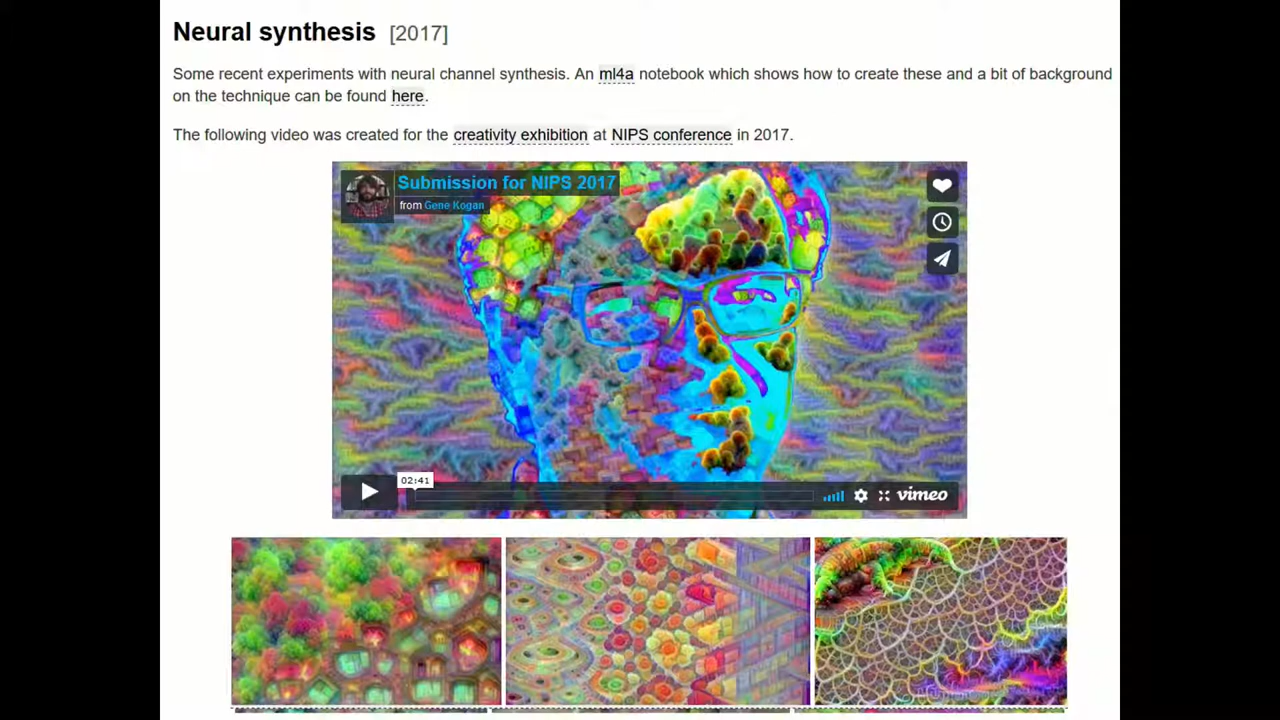 Neural synthesis [2017]
Some recent experiments with neural channel synthesis. An ml4a notebook which shows how to create these and a bit of background
on the technique can be found here.
The following video was created for the creativity exhibition at NIPS conference in 2017.
Submission for NIPS 2017
from Gene Kogan
02:41
vimeo